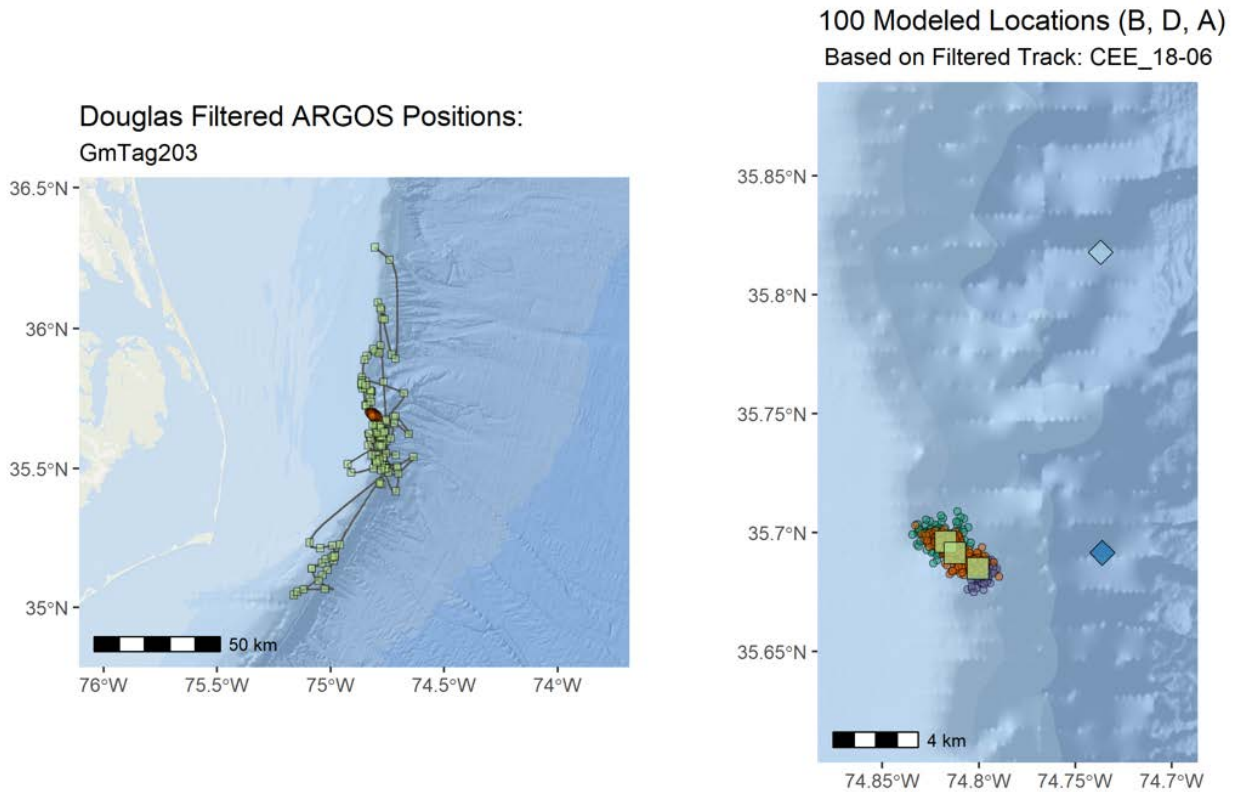 Douglas Filtered ARGOS Positions:
GmTag203
36.5°N
36°N
35.5°N
35°N
50 km
76°W
75.5°W
75°W
74.5°W
74°W
100 Modeled Locations (B, D, A)
Based on Filtered Track: CEE_18-06
35.85°N
35.8°N
35.75°N
35.7°N
35.65°N
4 km
74.85°W
74.8°W
74.75°W
74.7°W